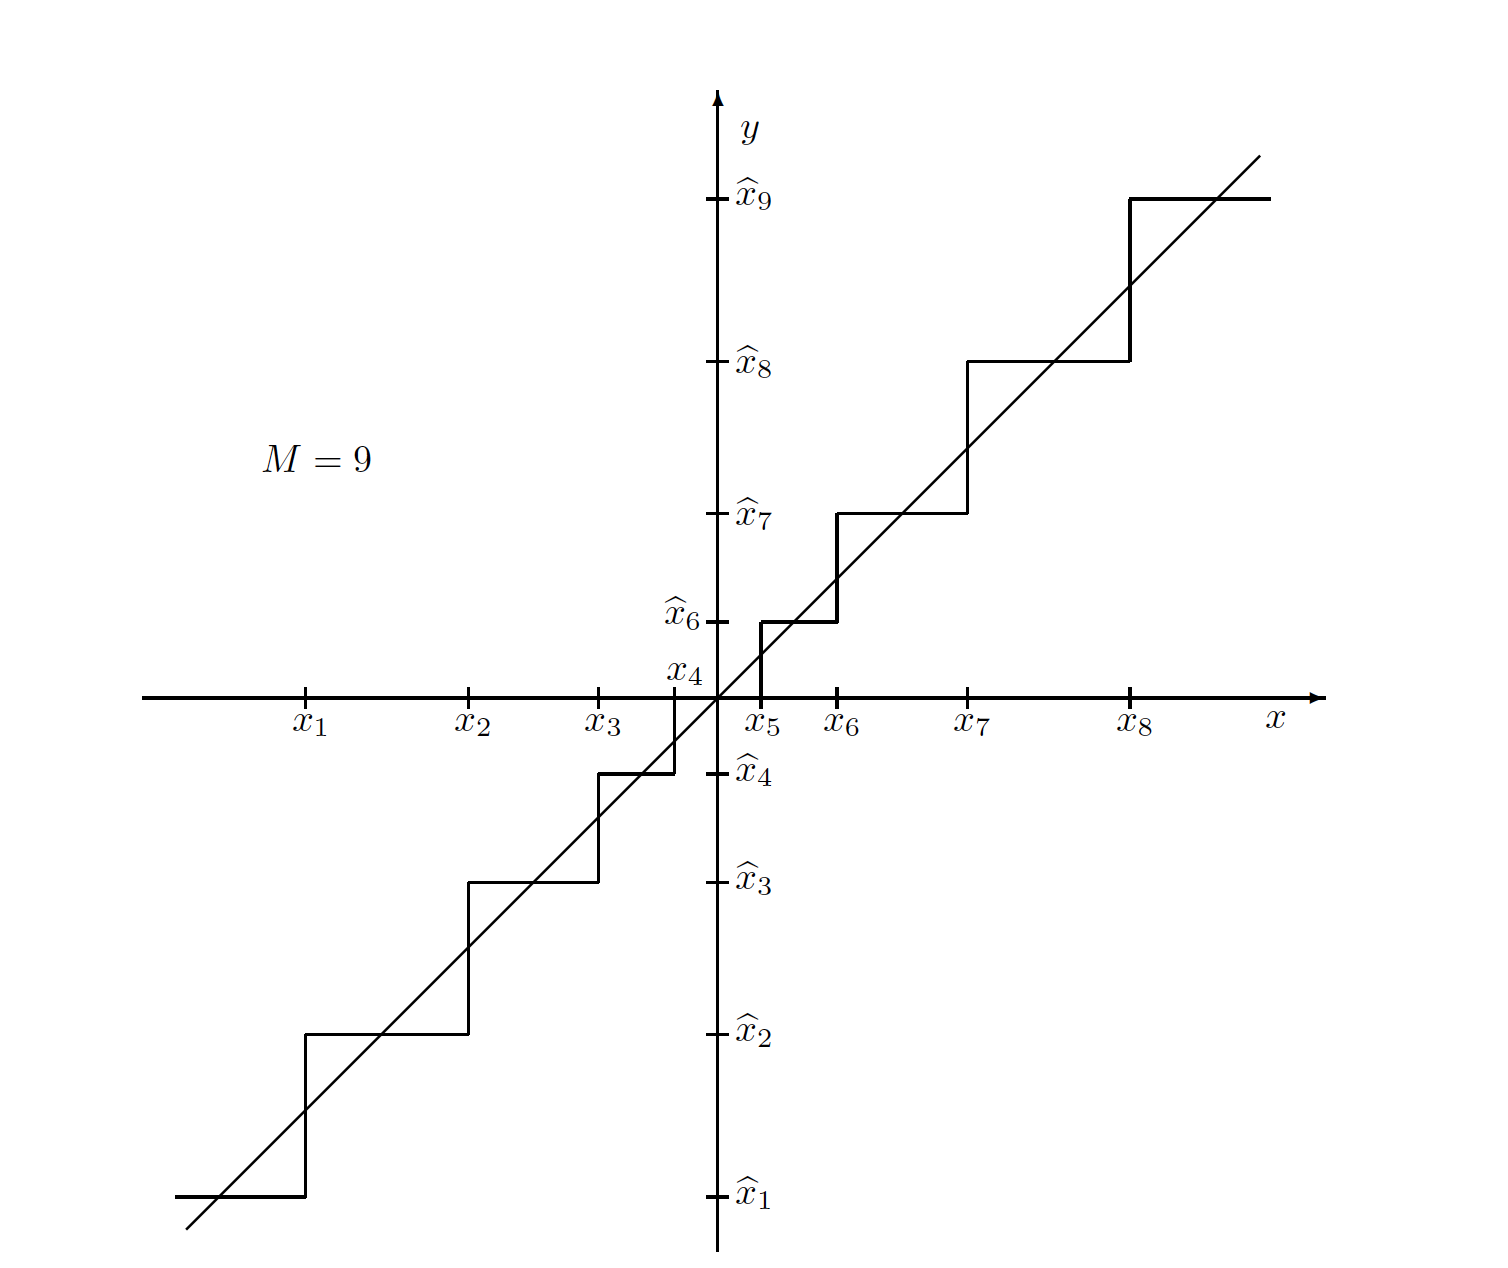 y
x̂₉
x̂₈
M = 9
x̂₇
x̂₆
x₄
x₁ x₂ x₃ x₅ x₆ x₇ x₈ x
x̂₄
x̂₃
x̂₂
x̂₁